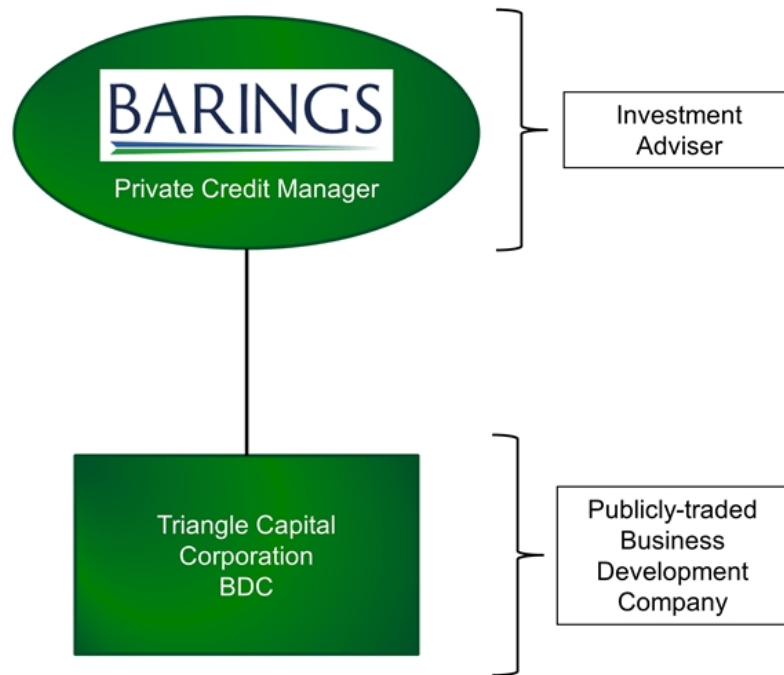 BARINGS
Private Credit Manager
Investment
Adviser
Triangle Capital
Corporation
BDC
Publicly-traded
Business
Development
Company